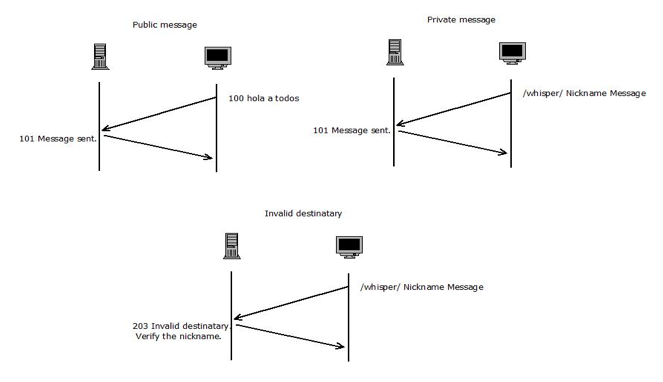 Public message
100 hola a todos
101 Message sent.
Private message
/whisper/ Nickname Message
101 Message sent.
Invalid destinatary
/whisper/ Nickname Message
203 Invalid destinatary.
Verify the nickname.